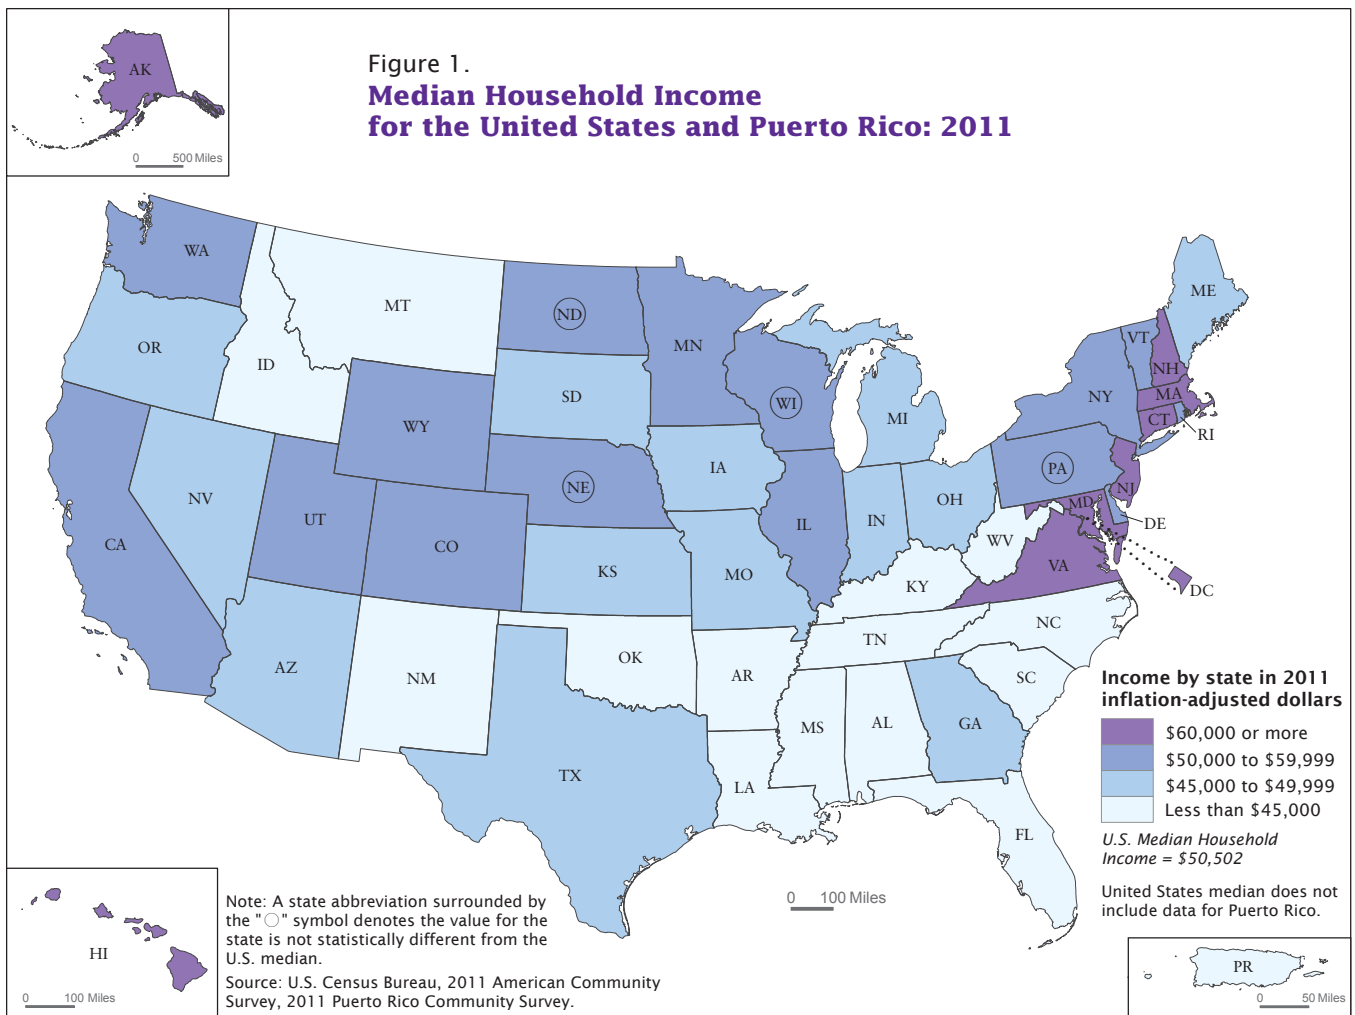 AK
0 500 Miles
Figure 1.
Median Household Income
for the United States and Puerto Rico: 2011
WA
MT
ND
MN
OR
ID
SD
WI
MI
ME
VT
NH
NY
MA
CT
RI
WY
IA
NE
PA
NJ
NV
UT
CO
IL
IN
OH
MD
DE
CA
KS
MO
WV
VA
KY
DC
AZ
NM
OK
AR
TN
NC
SC
MS
AL
GA
TX
LA
FL
Income by state in 2011
inflation-adjusted dollars
$60,000 or more
$50,000 to $59,999
$45,000 to $49,999
Less than $45,000
U.S. Median Household
Income = $50,502
United States median does not
include data for Puerto Rico.
0 100 Miles
HI
0 100 Miles
Note: A state abbreviation surrounded by
the "○" symbol denotes the value for the
state is not statistically different from the
U.S. median.
Source: U.S. Census Bureau, 2011 American Community
Survey, 2011 Puerto Rico Community Survey.
PR
0 50 Miles